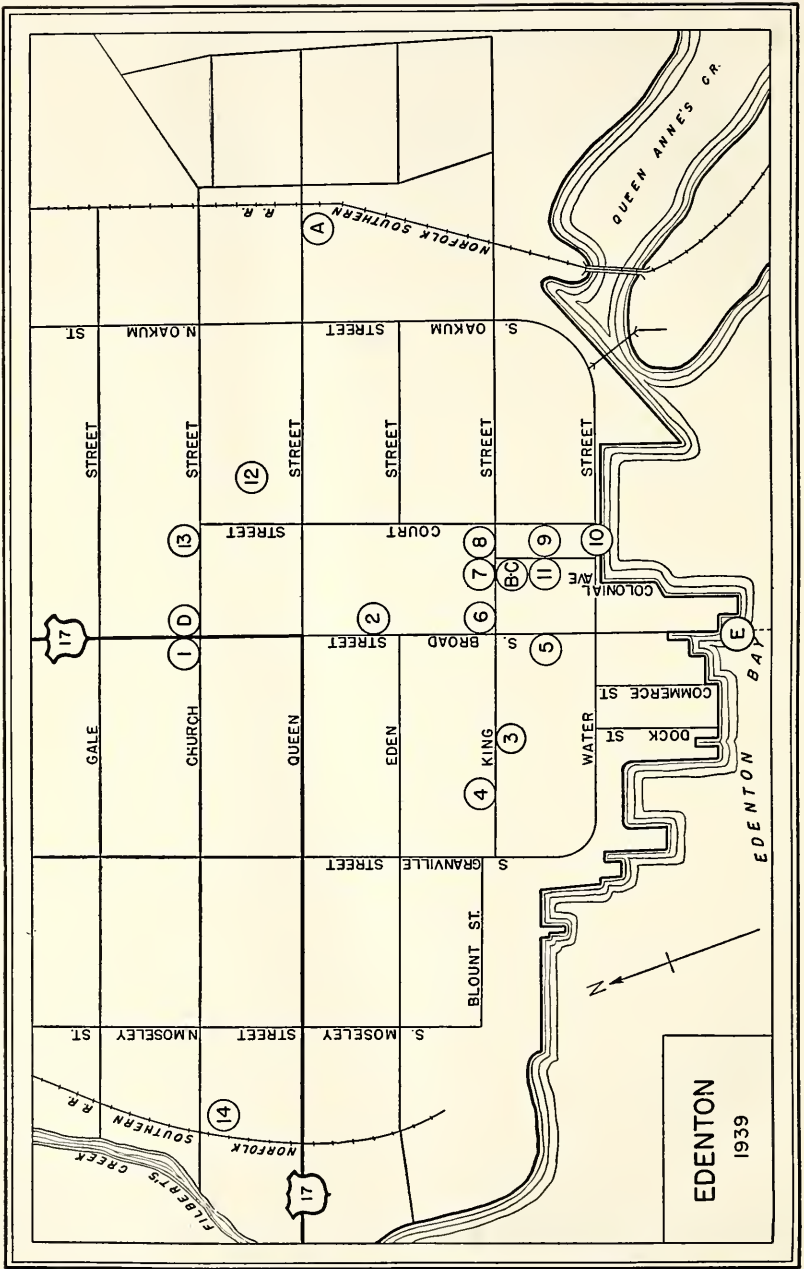 QUEEN ANNE'S CR.
NORFOLK SOUTHERN R. R.
A
N. OAKUM ST.
S. OAKUM STREET
STREET
STREET
STREET
STREET
STREET
STREET
12
COURT STREET
13
8
9
10
7
B-C
11
COLONIAL AVE
17
D
1
2
6
S. BROAD STREET
5
E
GALE
CHURCH
QUEEN
EDEN
KING
WATER
COMMERCE ST.
DOCK ST
3
4
EDENTON BAY
S GRANVILLE STREET
BLOUNT ST.
N
N MOSELEY ST.
S. MOSELEY STREET
14
NORFOLK SOUTHERN R.R.
FILBERT'S CREEK
17
EDENTON
1939